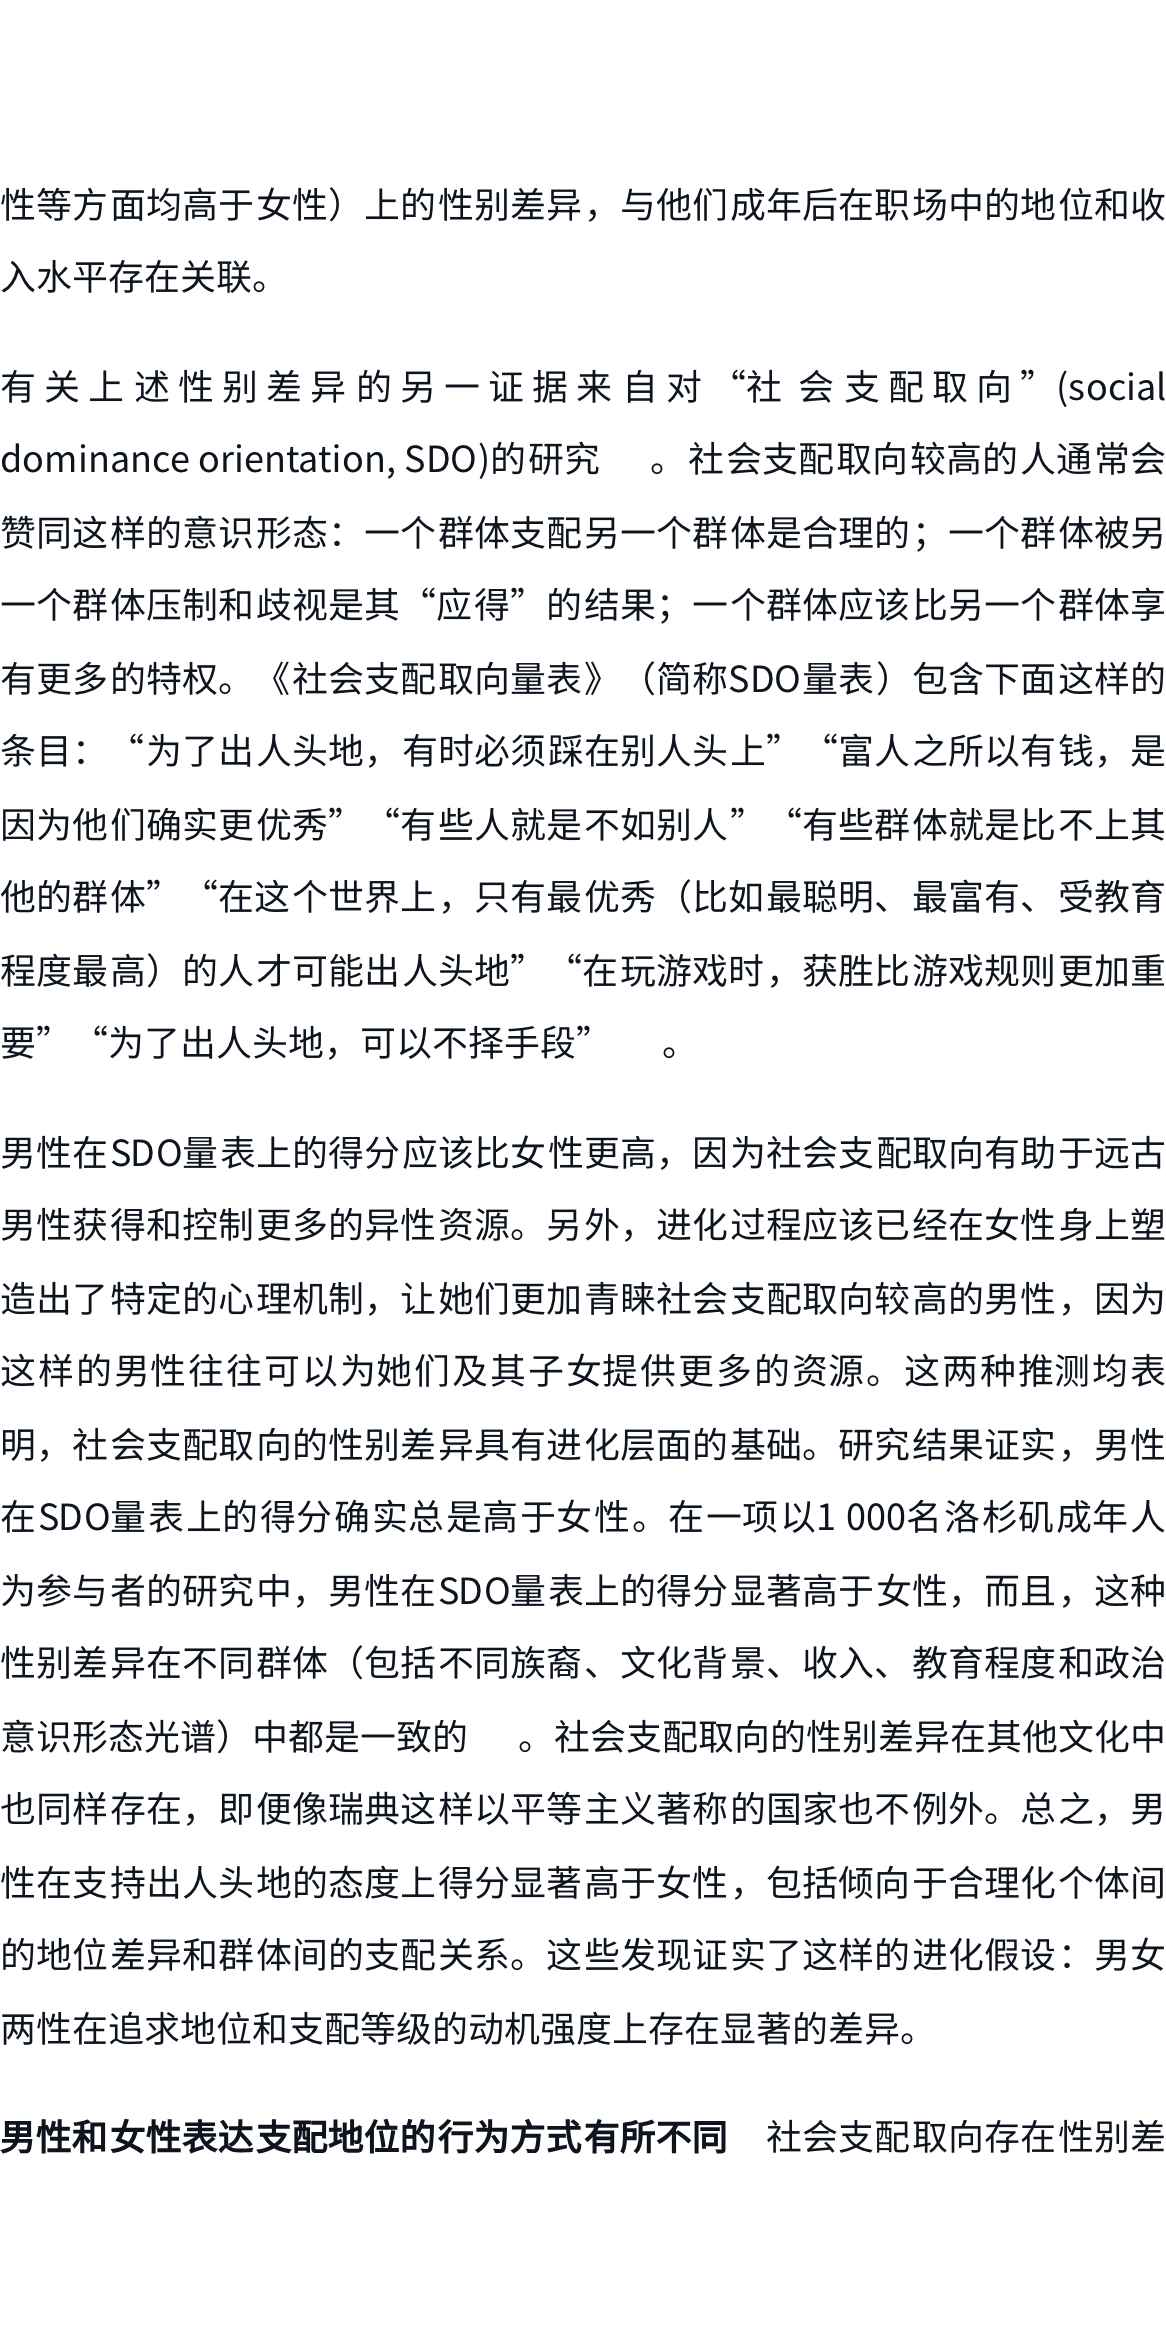 性等方面均高于女性）上的性别差异，与他们成年后在职场中的地位和收
入水平存在关联。
有关上述性别差异的另一证据来自对“社会支配取向”(social
dominance orientation, SDO)的研究 。社会支配取向较高的人通常会
赞同这样的意识形态：一个群体支配另一个群体是合理的；一个群体被另
一个群体压制和歧视是其“应得”的结果；一个群体应该比另一个群体享
有更多的特权。《社会支配取向量表》（简称SDO量表）包含下面这样的
条目：“为了出人头地，有时必须踩在别人头上”“富人之所以有钱，是
因为他们确实更优秀”“有些人就是不如别人”“有些群体就是比不上其
他的群体”“在这个世界上，只有最优秀（比如最聪明、最富有、受教育
程度最高）的人才可能出人头地”“在玩游戏时，获胜比游戏规则更加重
要”“为了出人头地，可以不择手段” 。
男性在SDO量表上的得分应该比女性更高，因为社会支配取向有助于远古
男性获得和控制更多的异性资源。另外，进化过程应该已经在女性身上塑
造出了特定的心理机制，让她们更加青睐社会支配取向较高的男性，因为
这样的男性往往可以为她们及其子女提供更多的资源。这两种推测均表
明，社会支配取向的性别差异具有进化层面的基础。研究结果证实，男性
在SDO量表上的得分确实总是高于女性。在一项以1 000名洛杉矶成年人
为参与者的研究中，男性在SDO量表上的得分显著高于女性，而且，这种
性别差异在不同群体（包括不同族裔、文化背景、收入、教育程度和政治
意识形态光谱）中都是一致的 。社会支配取向的性别差异在其他文化中
也同样存在，即便像瑞典这样以平等主义著称的国家也不例外。总之，男
性在支持出人头地的态度上得分显著高于女性，包括倾向于合理化个体间
的地位差异和群体间的支配关系。这些发现证实了这样的进化假设：男女
两性在追求地位和支配等级的动机强度上存在显著的差异。
男性和女性表达支配地位的行为方式有所不同 社会支配取向存在性别差